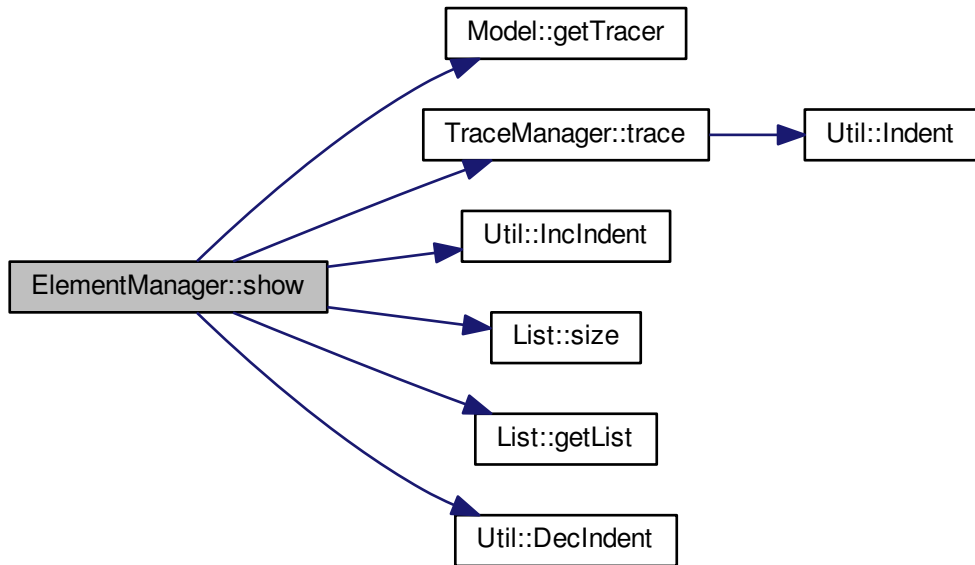 Model::getTracer
TraceManager::trace
Util::Indent
Util::IncIndent
ElementManager::show
List::size
List::getList
Util::DecIndent